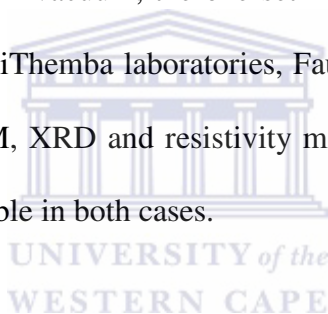 iThemba laboratories, Fau
M, XRD and resistivity m
ble in both cases.
UNIVERSITY of the
WESTERN CAPE